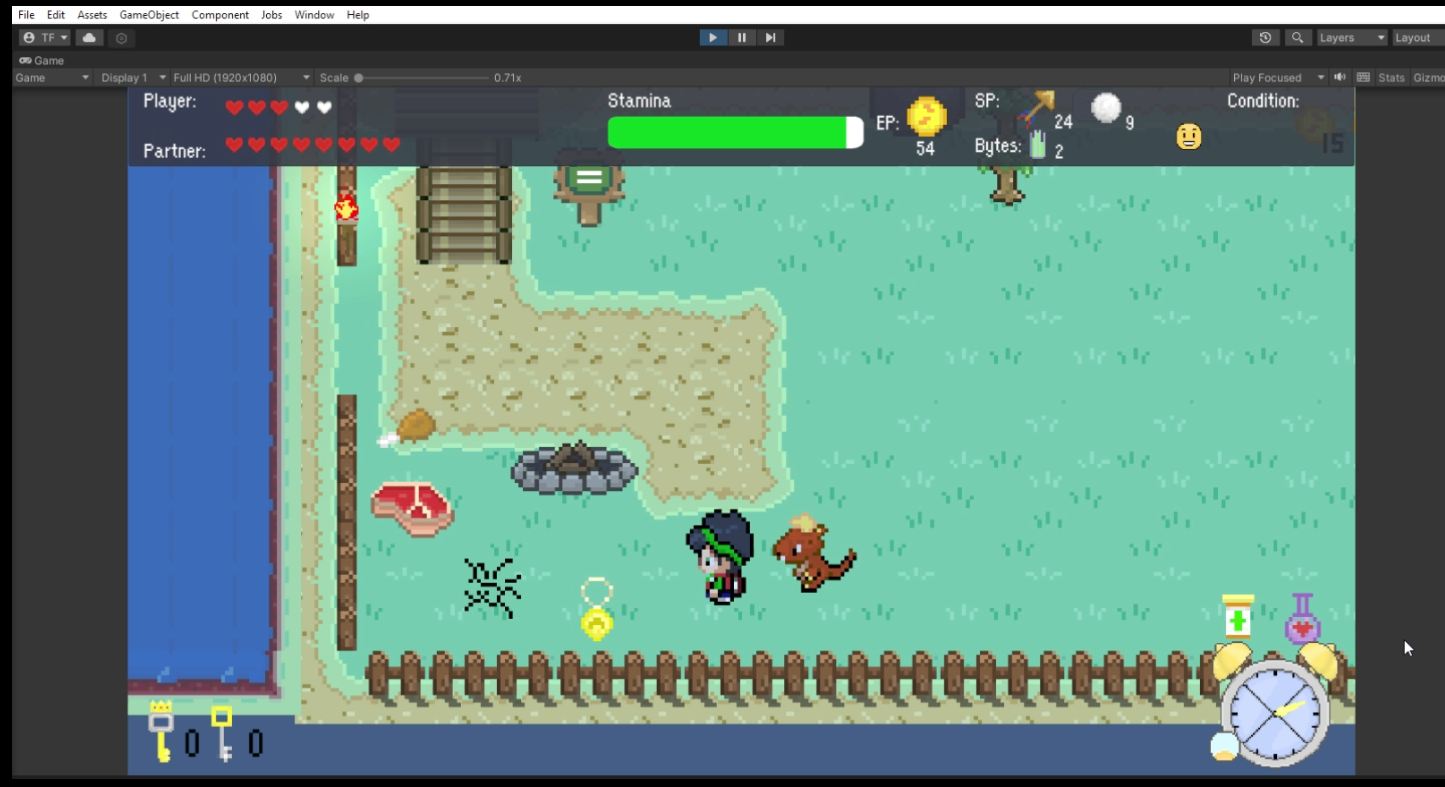 File Edit Assets GameObject Component Jobs Window Help
TF Layers Layout
Game
Game Display 1 Full HD (1920x1080) Scale 0.71x Play Focused Stats Gizmo
Player: Stamina SP: 24 9 Condition:
EP: 54
Partner: Bytes: 2 15
0 0